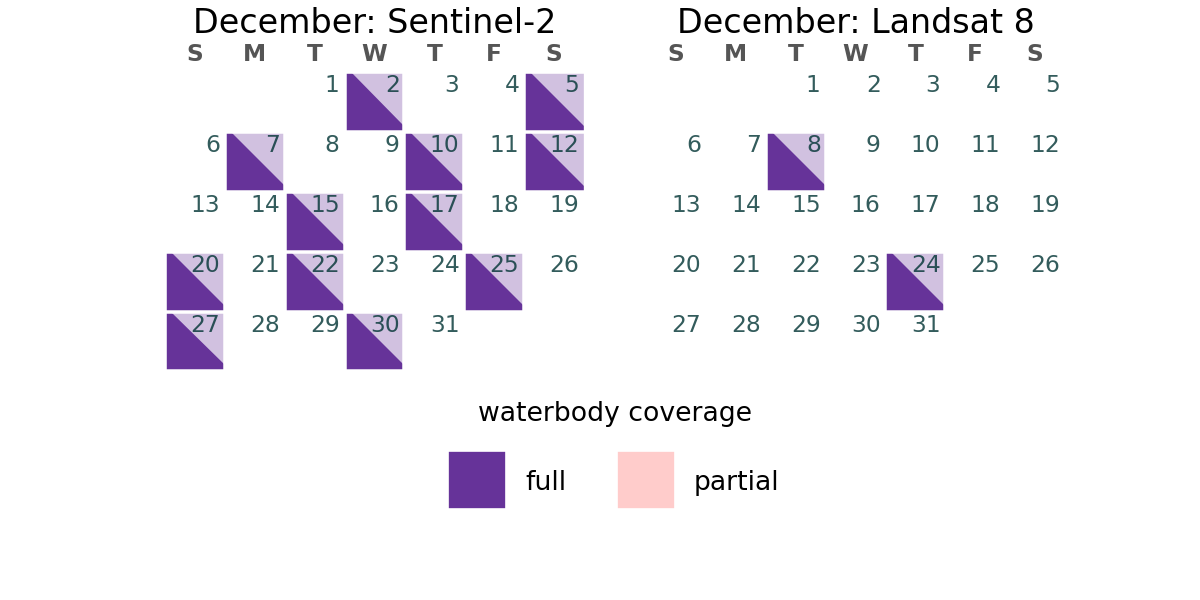 December: Sentinel-2
S M T W T F S
1 2 3 4 5
6 7 8 9 10 11 12
13 14 15 16 17 18 19
20 21 22 23 24 25 26
27 28 29 30 31
December: Landsat 8
S M T W T F S
1 2 3 4 5
6 7 8 9 10 11 12
13 14 15 16 17 18 19
20 21 22 23 24 25 26
27 28 29 30 31
waterbody coverage
full
partial